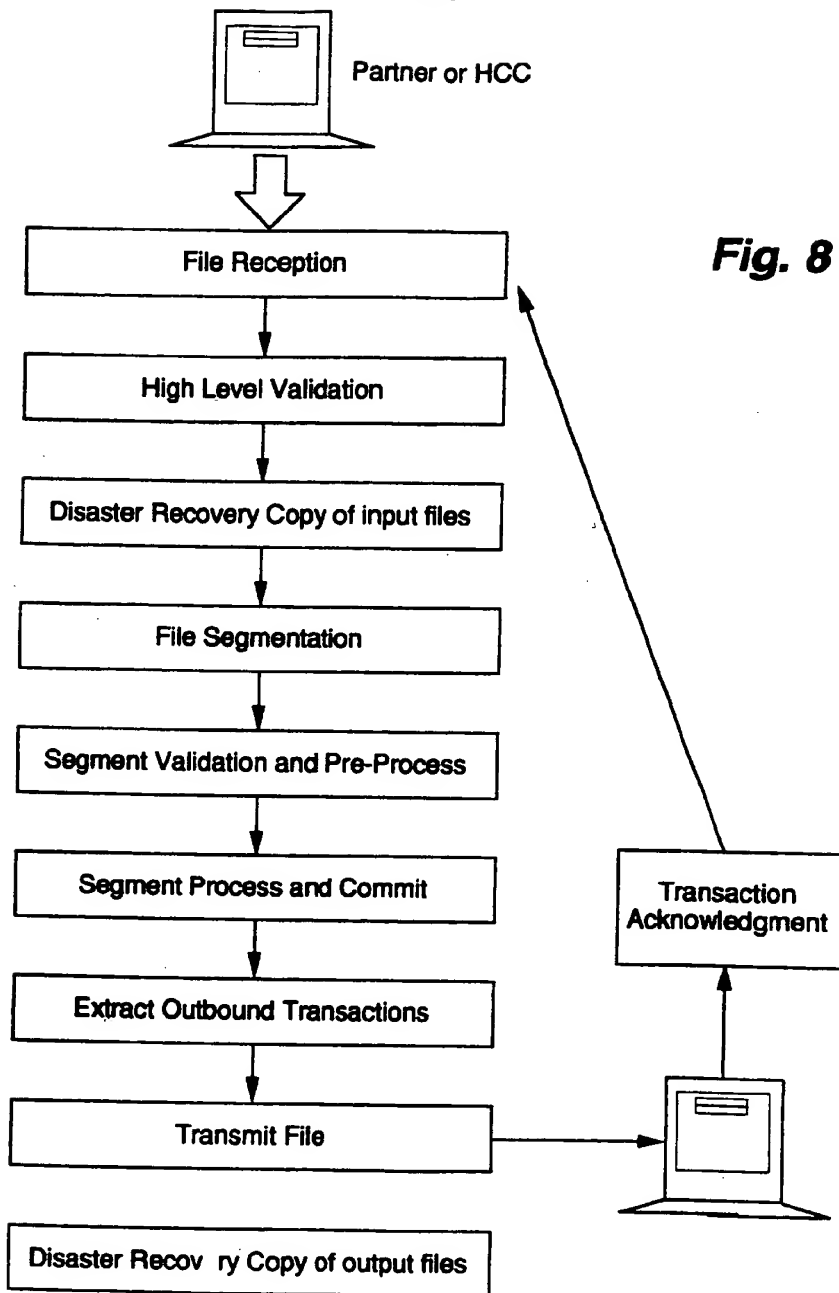 Partner or HCC
File Reception
Fig. 8
High Level Validation
Disaster Recovery Copy of input files
File Segmentation
Segment Validation and Pre-Process
Segment Process and Commit
Transaction
Acknowledgment
Extract Outbound Transactions
Transmit File
Disaster Recov ry Copy of output files